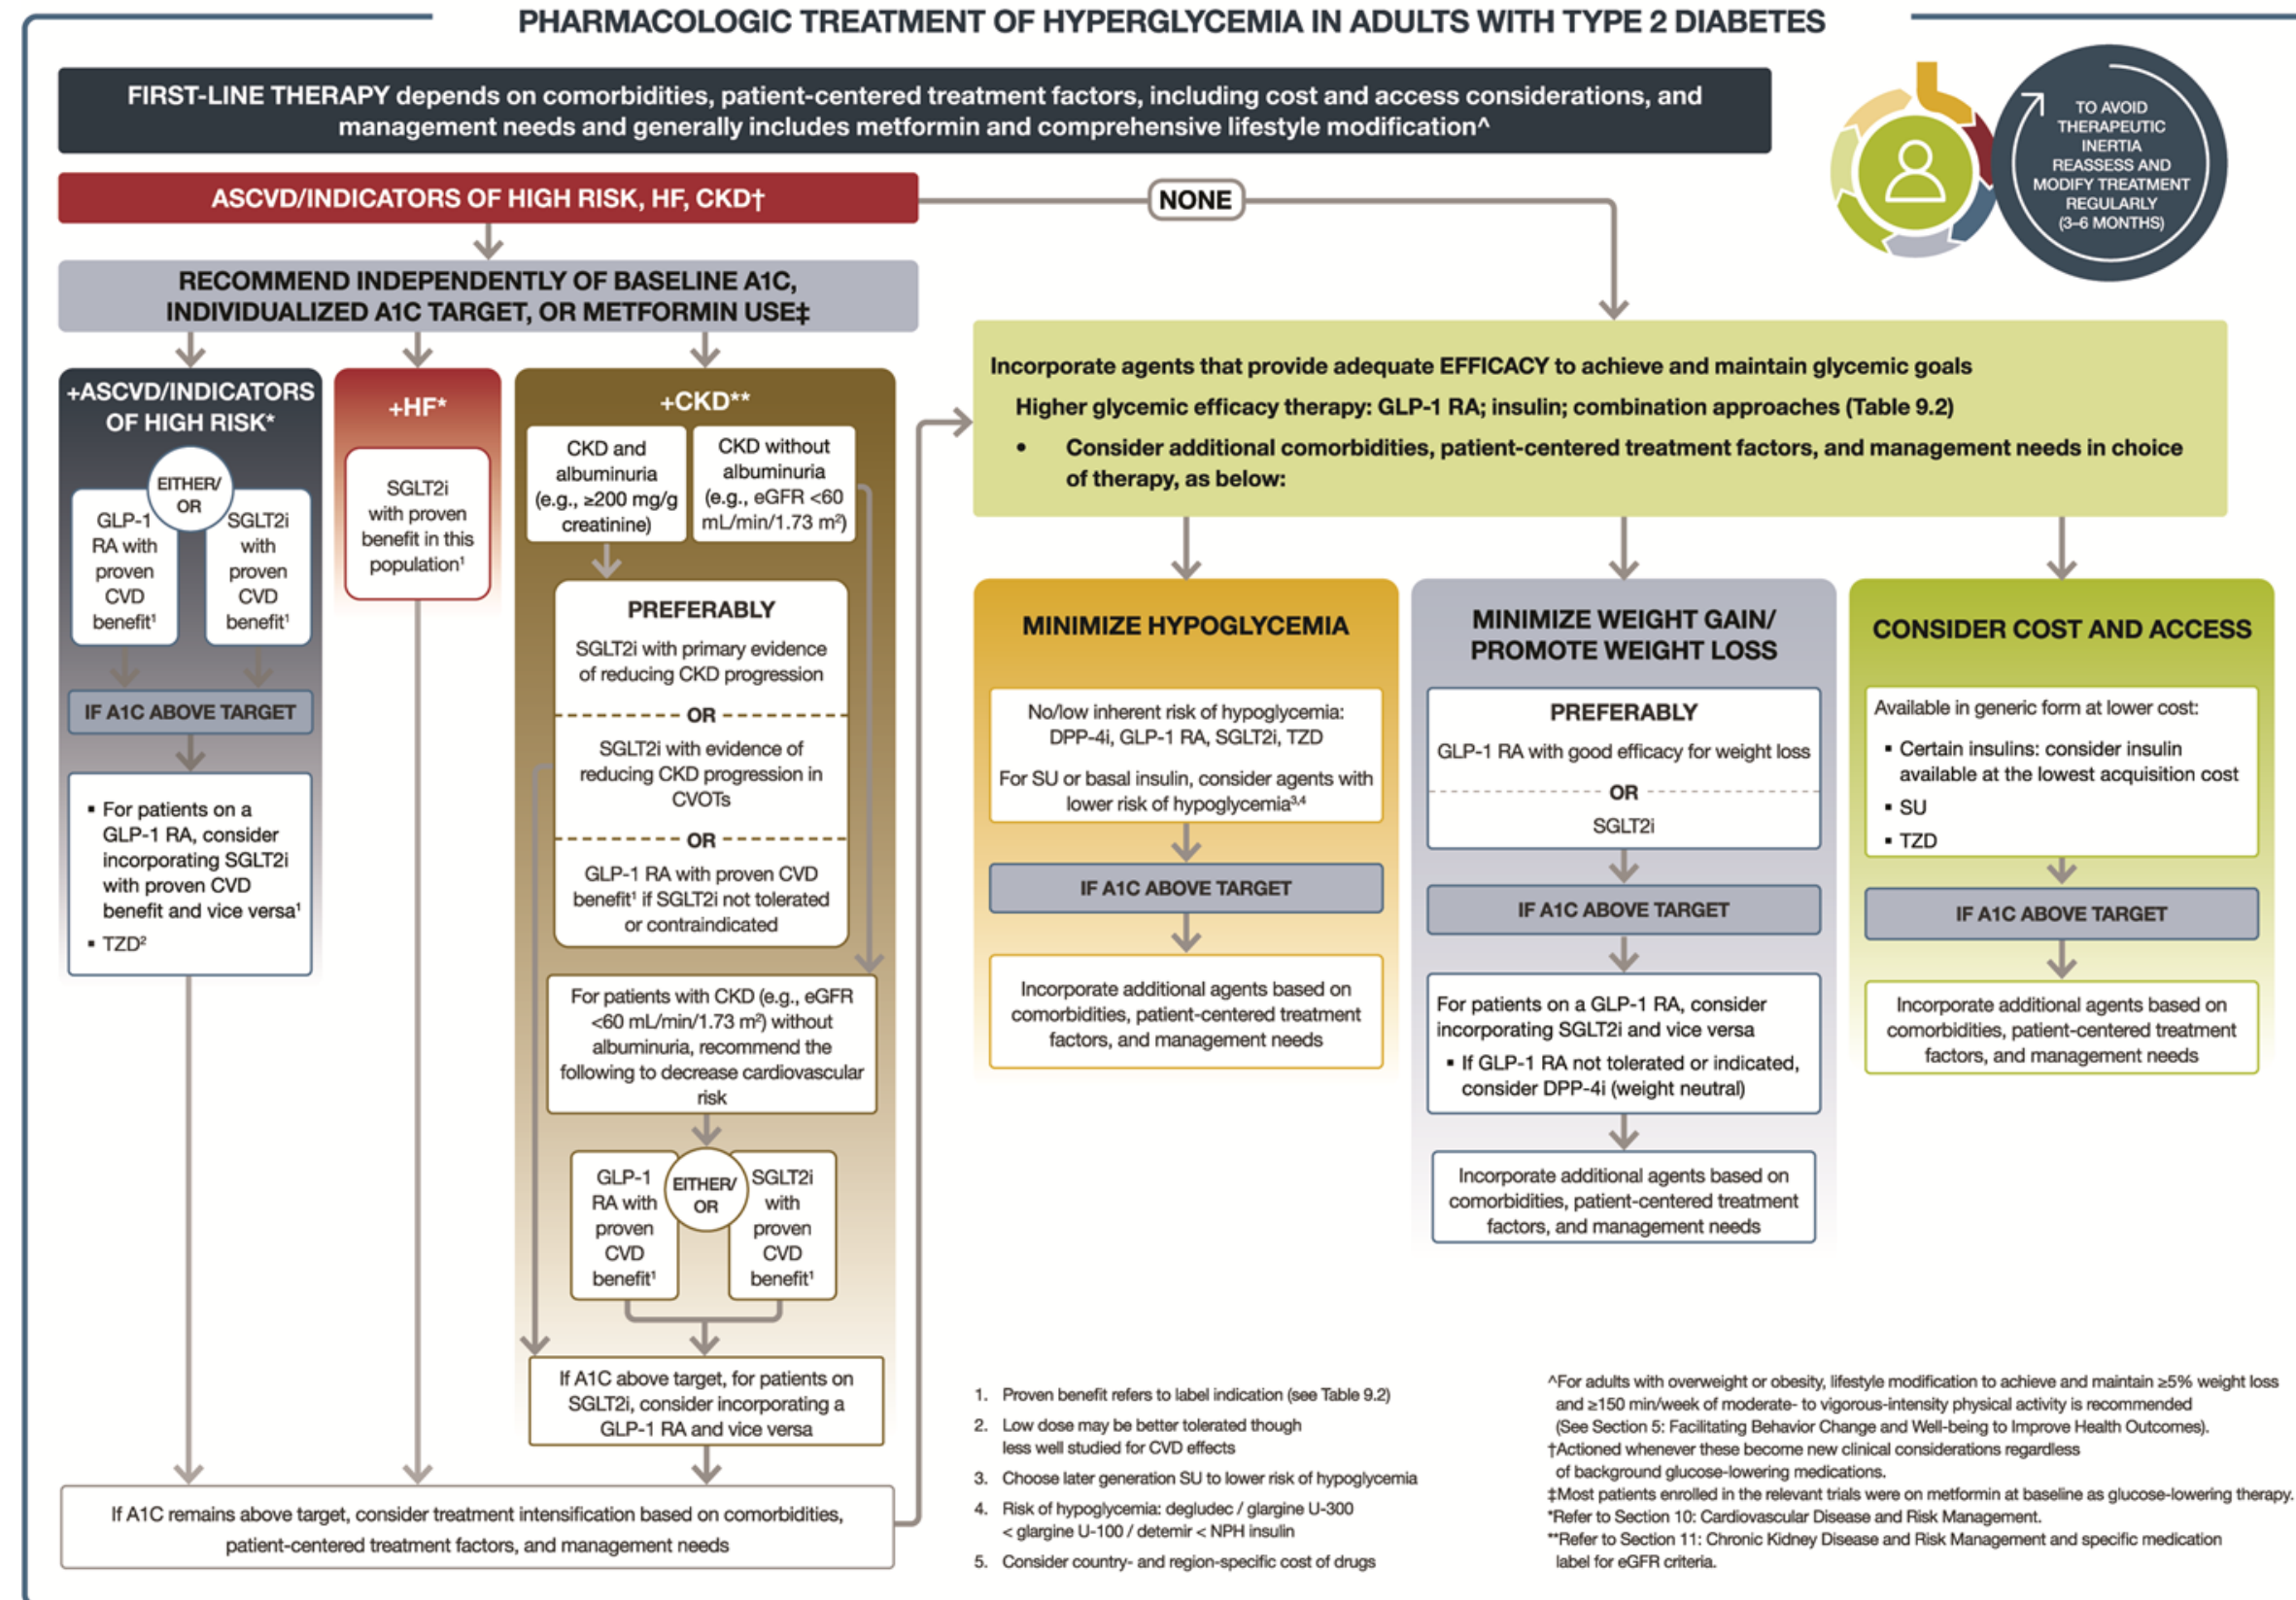 PHARMACOLOGIC TREATMENT OF HYPERGLYCEMIA IN ADULTS WITH TYPE 2 DIABETES
FIRST-LINE THERAPY depends on comorbidities, patient-centered treatment factors, including cost and access considerations, and
management needs and generally includes metformin and comprehensive lifestyle modification^
TO AVOID
THERAPEUTIC
INERTIA
REASSESS AND
MODIFY TREATMENT
REGULARLY
(3–6 MONTHS)
ASCVD/INDICATORS OF HIGH RISK, HF, CKD†
NONE
RECOMMEND INDEPENDENTLY OF BASELINE A1C,
INDIVIDUALIZED A1C TARGET, OR METFORMIN USE‡
+ASCVD/INDICATORS
OF HIGH RISK*
EITHER/
OR
GLP-1
RA with
proven
CVD
benefit¹
SGLT2i
with
proven
CVD
benefit¹
IF A1C ABOVE TARGET
▪ For patients on a
GLP-1 RA, consider
incorporating SGLT2i
with proven CVD
benefit and vice versa¹
▪ TZD²
+HF*
SGLT2i
with proven
benefit in this
population¹
+CKD**
CKD and
albuminuria
(e.g., ≥200 mg/g
creatinine)
CKD without
albuminuria
(e.g., eGFR <60
mL/min/1.73 m²)
PREFERABLY
SGLT2i with primary evidence
of reducing CKD progression
OR
SGLT2i with evidence of
reducing CKD progression in
CVOTs
OR
GLP-1 RA with proven CVD
benefit¹ if SGLT2i not tolerated
or contraindicated
For patients with CKD (e.g., eGFR
<60 mL/min/1.73 m²) without
albuminuria, recommend the
following to decrease cardiovascular
risk
EITHER/
OR
GLP-1
RA with
proven
CVD
benefit¹
SGLT2i
with
proven
CVD
benefit¹
If A1C above target, for patients on
SGLT2i, consider incorporating a
GLP-1 RA and vice versa
If A1C remains above target, consider treatment intensification based on comorbidities,
patient-centered treatment factors, and management needs
Incorporate agents that provide adequate EFFICACY to achieve and maintain glycemic goals
Higher glycemic efficacy therapy: GLP-1 RA; insulin; combination approaches (Table 9.2)
• Consider additional comorbidities, patient-centered treatment factors, and management needs in choice
of therapy, as below:
MINIMIZE HYPOGLYCEMIA
No/low inherent risk of hypoglycemia:
DPP-4i, GLP-1 RA, SGLT2i, TZD
For SU or basal insulin, consider agents with
lower risk of hypoglycemia³,⁴
IF A1C ABOVE TARGET
Incorporate additional agents based on
comorbidities, patient-centered treatment
factors, and management needs
MINIMIZE WEIGHT GAIN/
PROMOTE WEIGHT LOSS
PREFERABLY
GLP-1 RA with good efficacy for weight loss
OR
SGLT2i
IF A1C ABOVE TARGET
For patients on a GLP-1 RA, consider
incorporating SGLT2i and vice versa
▪ If GLP-1 RA not tolerated or indicated,
consider DPP-4i (weight neutral)
Incorporate additional agents based on
comorbidities, patient-centered treatment
factors, and management needs
CONSIDER COST AND ACCESS
Available in generic form at lower cost:
▪ Certain insulins: consider insulin
available at the lowest acquisition cost
▪ SU
▪ TZD
IF A1C ABOVE TARGET
Incorporate additional agents based on
comorbidities, patient-centered treatment
factors, and management needs
1. Proven benefit refers to label indication (see Table 9.2)
2. Low dose may be better tolerated though
less well studied for CVD effects
3. Choose later generation SU to lower risk of hypoglycemia
4. Risk of hypoglycemia: degludec / glargine U-300
< glargine U-100 / detemir < NPH insulin
5. Consider country- and region-specific cost of drugs
^For adults with overweight or obesity, lifestyle modification to achieve and maintain ≥5% weight loss
and ≥150 min/week of moderate- to vigorous-intensity physical activity is recommended
(See Section 5: Facilitating Behavior Change and Well-being to Improve Health Outcomes).
†Actioned whenever these become new clinical considerations regardless
of background glucose-lowering medications.
‡Most patients enrolled in the relevant trials were on metformin at baseline as glucose-lowering therapy.
*Refer to Section 10: Cardiovascular Disease and Risk Management.
**Refer to Section 11: Chronic Kidney Disease and Risk Management and specific medication
label for eGFR criteria.